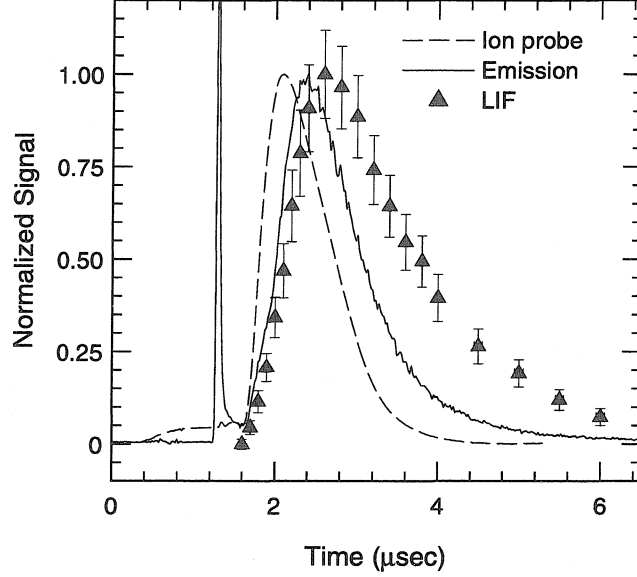 Ion probe
Emission
LIF
1.00
0.75
0.50
0.25
0
Normalized Signal
0
2
4
6
Time (μsec)